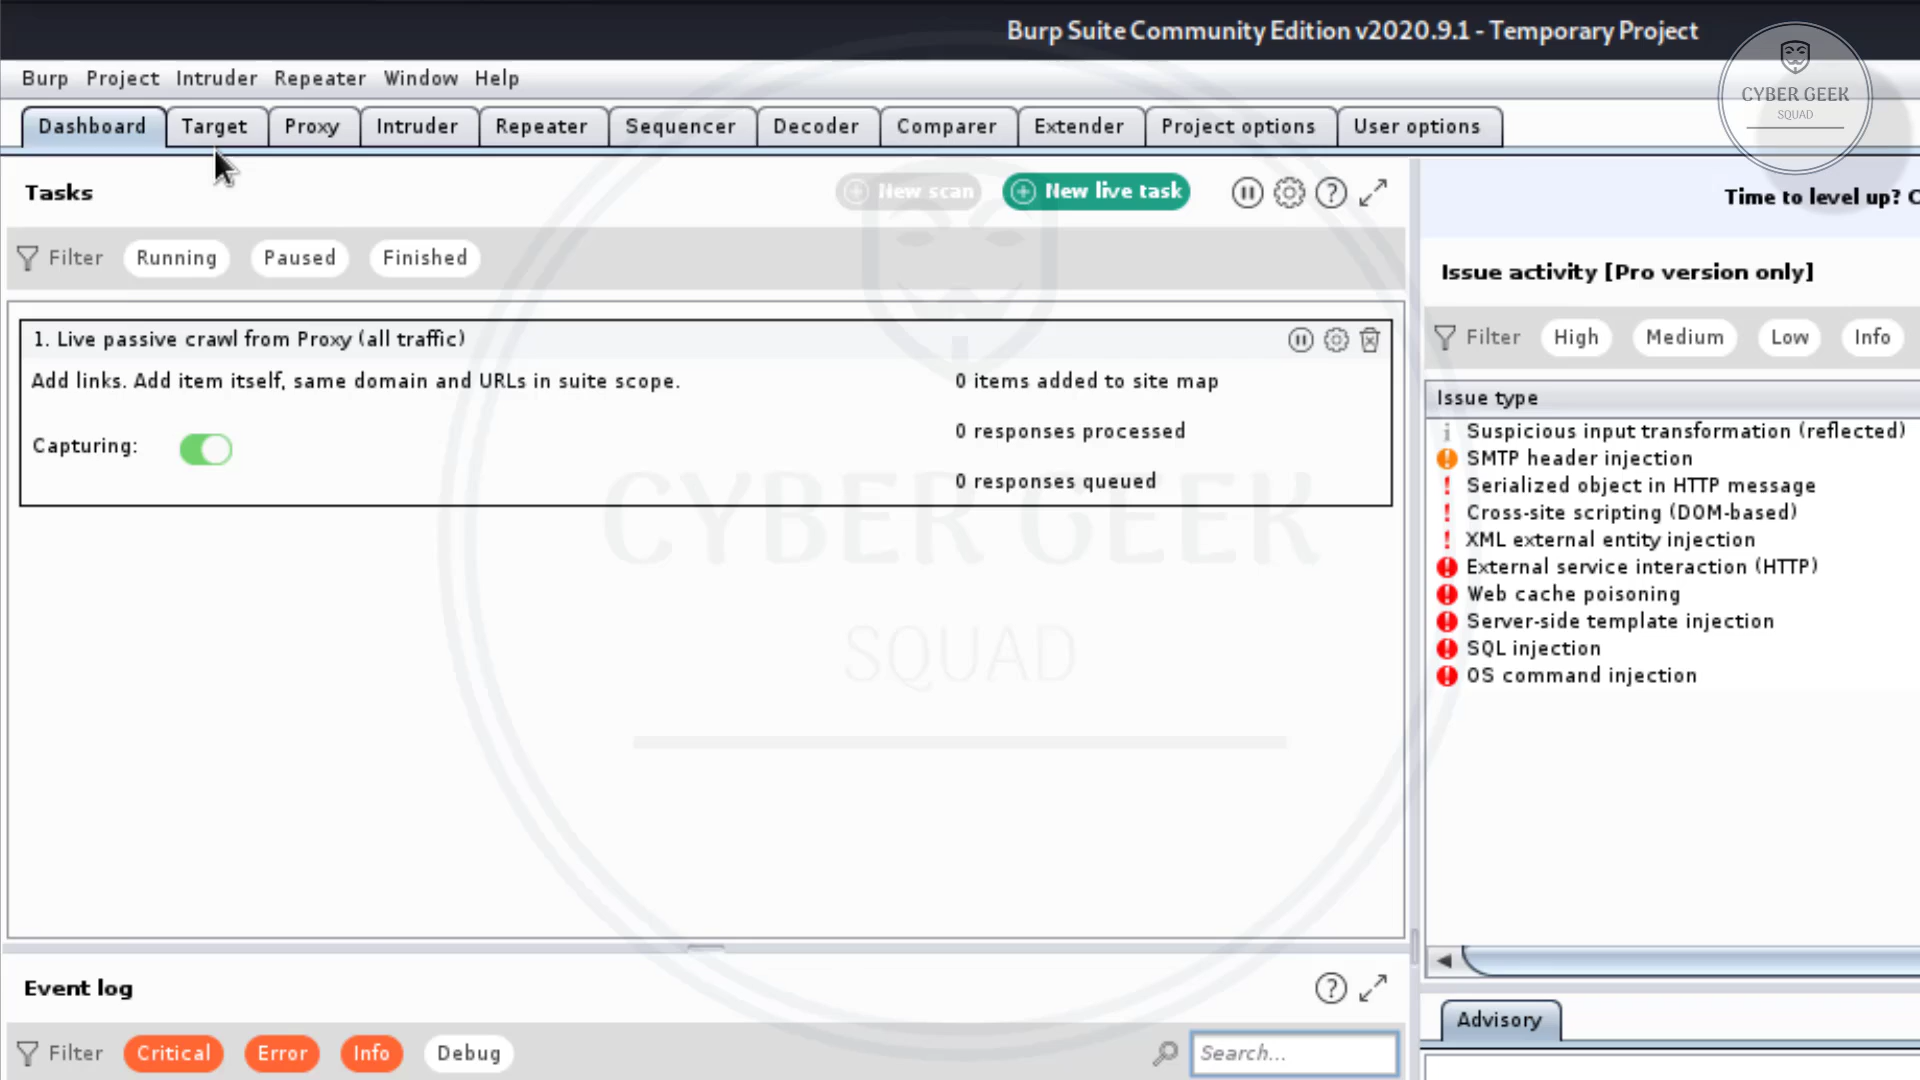 Burp Suite Community Edition v2020.9.1 - Temporary Project
Burp Project Intruder Repeater Window Help
Dashboard Target Proxy Intruder Repeater Sequencer Decoder Comparer Extender Project options User options
CYBER GEEK
SQUAD
Tasks
New scan
New live task
Time to level up? C
Filter Running Paused Finished
Issue activity [Pro version only]
Filter High Medium Low Info
1. Live passive crawl from Proxy (all traffic)
Add links. Add item itself, same domain and URLs in suite scope.
0 items added to site map
Capturing:
0 responses processed
0 responses queued
Issue type
Suspicious input transformation (reflected)
SMTP header injection
Serialized object in HTTP message
Cross-site scripting (DOM-based)
XML external entity injection
External service interaction (HTTP)
Web cache poisoning
Server-side template injection
SQL injection
OS command injection
CYBER GEEK
SQUAD
Event log
Filter Critical Error Info Debug
Search...
Advisory